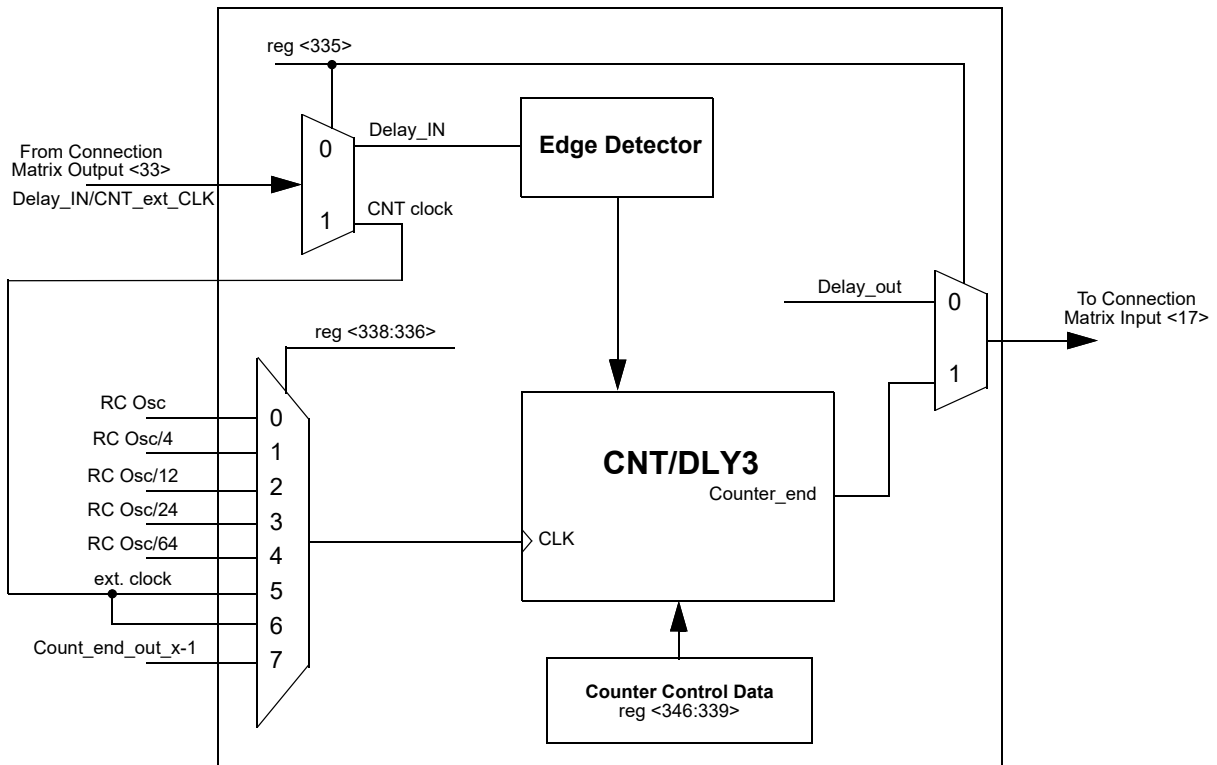 reg <335>
From Connection
Matrix Output <33>
Delay_IN/CNT_ext_CLK
0
1
Delay_IN
CNT clock
Edge Detector
Delay_out
0
1
To Connection
Matrix Input <17>
reg <338:336>
RC Osc
RC Osc/4
RC Osc/12
RC Osc/24
RC Osc/64
ext. clock
Count_end_out_x-1
0
1
2
3
4
5
6
7
CNT/DLY3
Counter_end
CLK
Counter Control Data
reg <346:339>